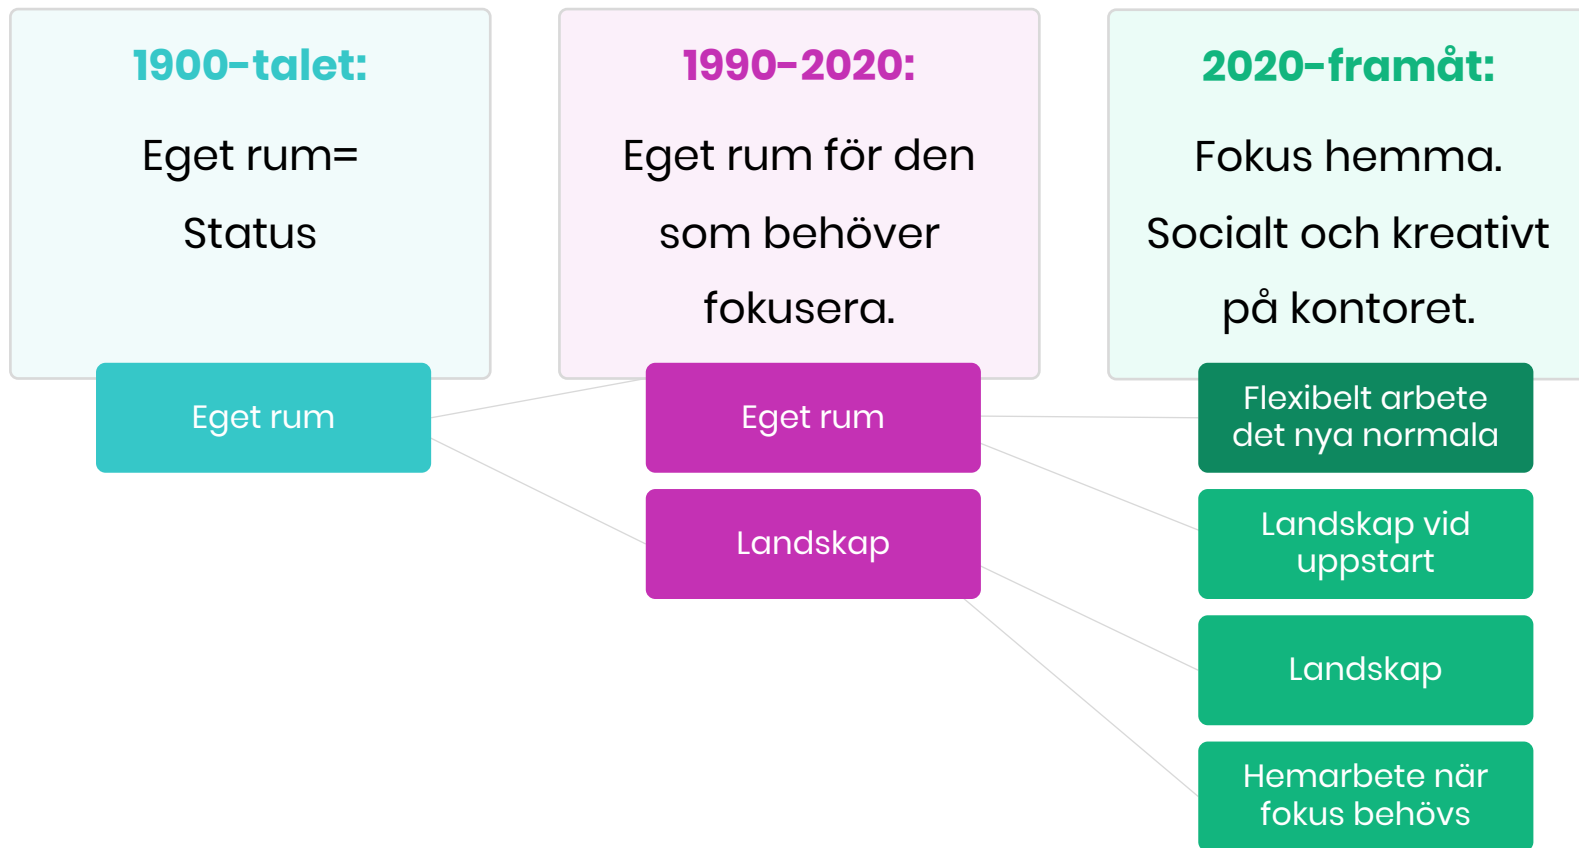 1900-talet:
Eget rum=
Status
Eget rum
1990-2020:
Eget rum för den
som behöver
fokusera.
Eget rum
Landskap
2020-framåt:
Fokus hemma.
Socialt och kreativt
på kontoret.
Flexibelt arbete
det nya normala
Landskap vid
uppstart
Landskap
Hemarbete när
fokus behövs